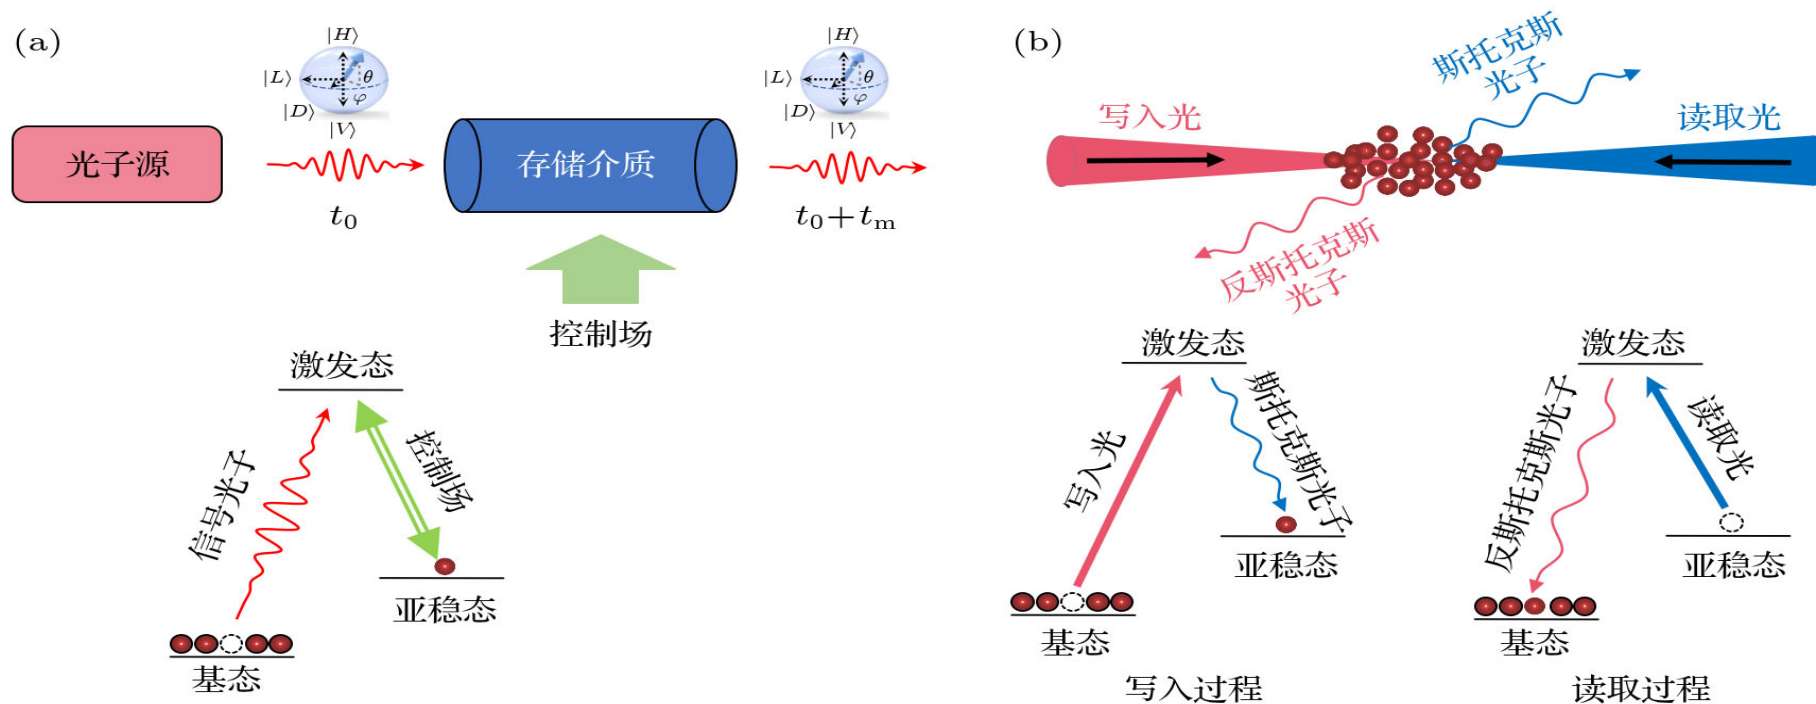 (a)
|H⟩
|L⟩
θ
φ
|D⟩
|V⟩
|H⟩
|L⟩
θ
φ
|D⟩
|V⟩
光子源
存储介质
t₀
t₀+tₘ
控制场
激发态
信号光子
控制场
亚稳态
基态
(b)
斯托克斯
光子
写入光
读取光
反斯托克斯
光子
激发态
写入光
斯托克斯光子
亚稳态
基态
写入过程
激发态
反斯托克斯光子
读取光
亚稳态
基态
读取过程